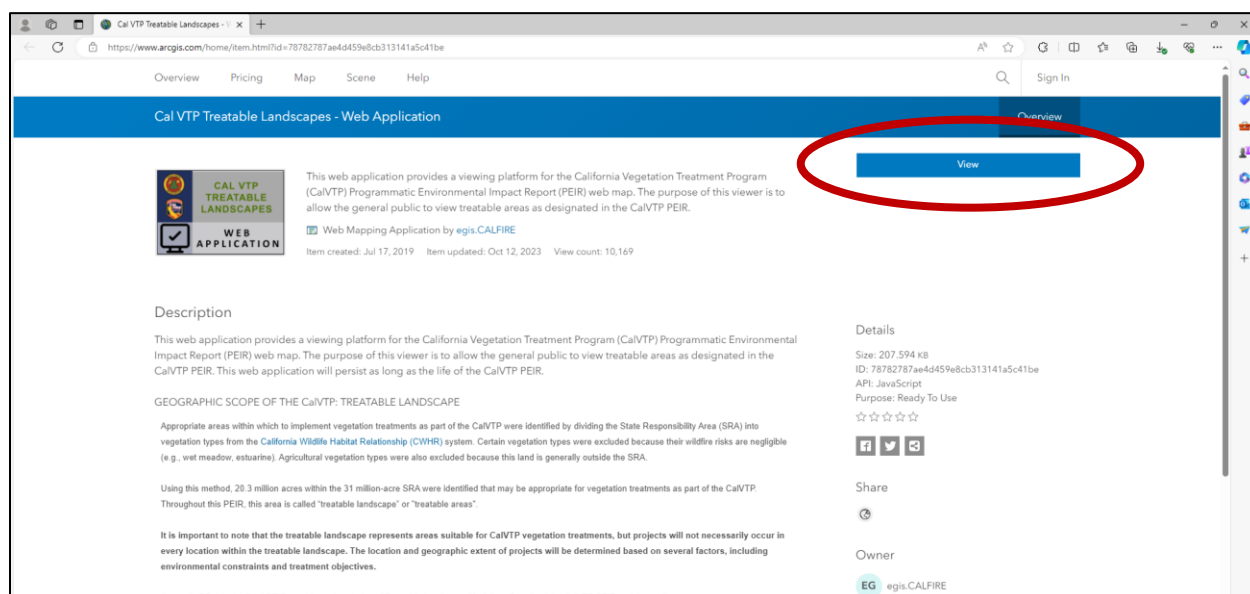 Cal VTP Treatable Landscapes - V
https://www.arcgis.com/home/item.html?id=78782787ae4d459e8cb313141a5c41be
Overview Pricing Map Scene Help Sign In
Cal VTP Treatable Landscapes - Web Application
Overview
View
CAL VTP
TREATABLE
LANDSCAPES
WEB
APPLICATION
This web application provides a viewing platform for the California Vegetation Treatment Program
(CalVTP) Programmatic Environmental Impact Report (PEIR) web map. The purpose of this viewer is to
allow the general public to view treatable areas as designated in the CalVTP PEIR.
Web Mapping Application by egis.CALFIRE
Item created: Jul 17, 2019 Item updated: Oct 12, 2023 View count: 10,169
Description
This web application provides a viewing platform for the California Vegetation Treatment Program (CalVTP) Programmatic Environmental
Impact Report (PEIR) web map. The purpose of this viewer is to allow the general public to view treatable areas as designated in the
CalVTP PEIR. This web application will persist as long as the life of the CalVTP PEIR.
GEOGRAPHIC SCOPE OF THE CalVTP: TREATABLE LANDSCAPE
Appropriate areas within which to implement vegetation treatments as part of the CalVTP were identified by dividing the State Responsibility Area (SRA) into
vegetation types from the California Wildlife Habitat Relationship (CWHR) system. Certain vegetation types were excluded because their wildfire risks are negligible
(e.g., wet meadow, estuarine). Agricultural vegetation types were also excluded because this land is generally outside the SRA.
Using this method, 20.3 million acres within the 31 million-acre SRA were identified that may be appropriate for vegetation treatments as part of the CalVTP.
Throughout this PEIR, this area is called "treatable landscape" or "treatable areas".
It is important to note that the treatable landscape represents areas suitable for CalVTP vegetation treatments, but projects will not necessarily occur in
every location within the treatable landscape. The location and geographic extent of projects will be determined based on several factors, including
environmental constraints and treatment objectives.
Details
Size: 207.594 KB
ID: 78782787ae4d459e8cb313141a5c41be
API: JavaScript
Purpose: Ready To Use
Share
Owner
EG egis.CALFIRE